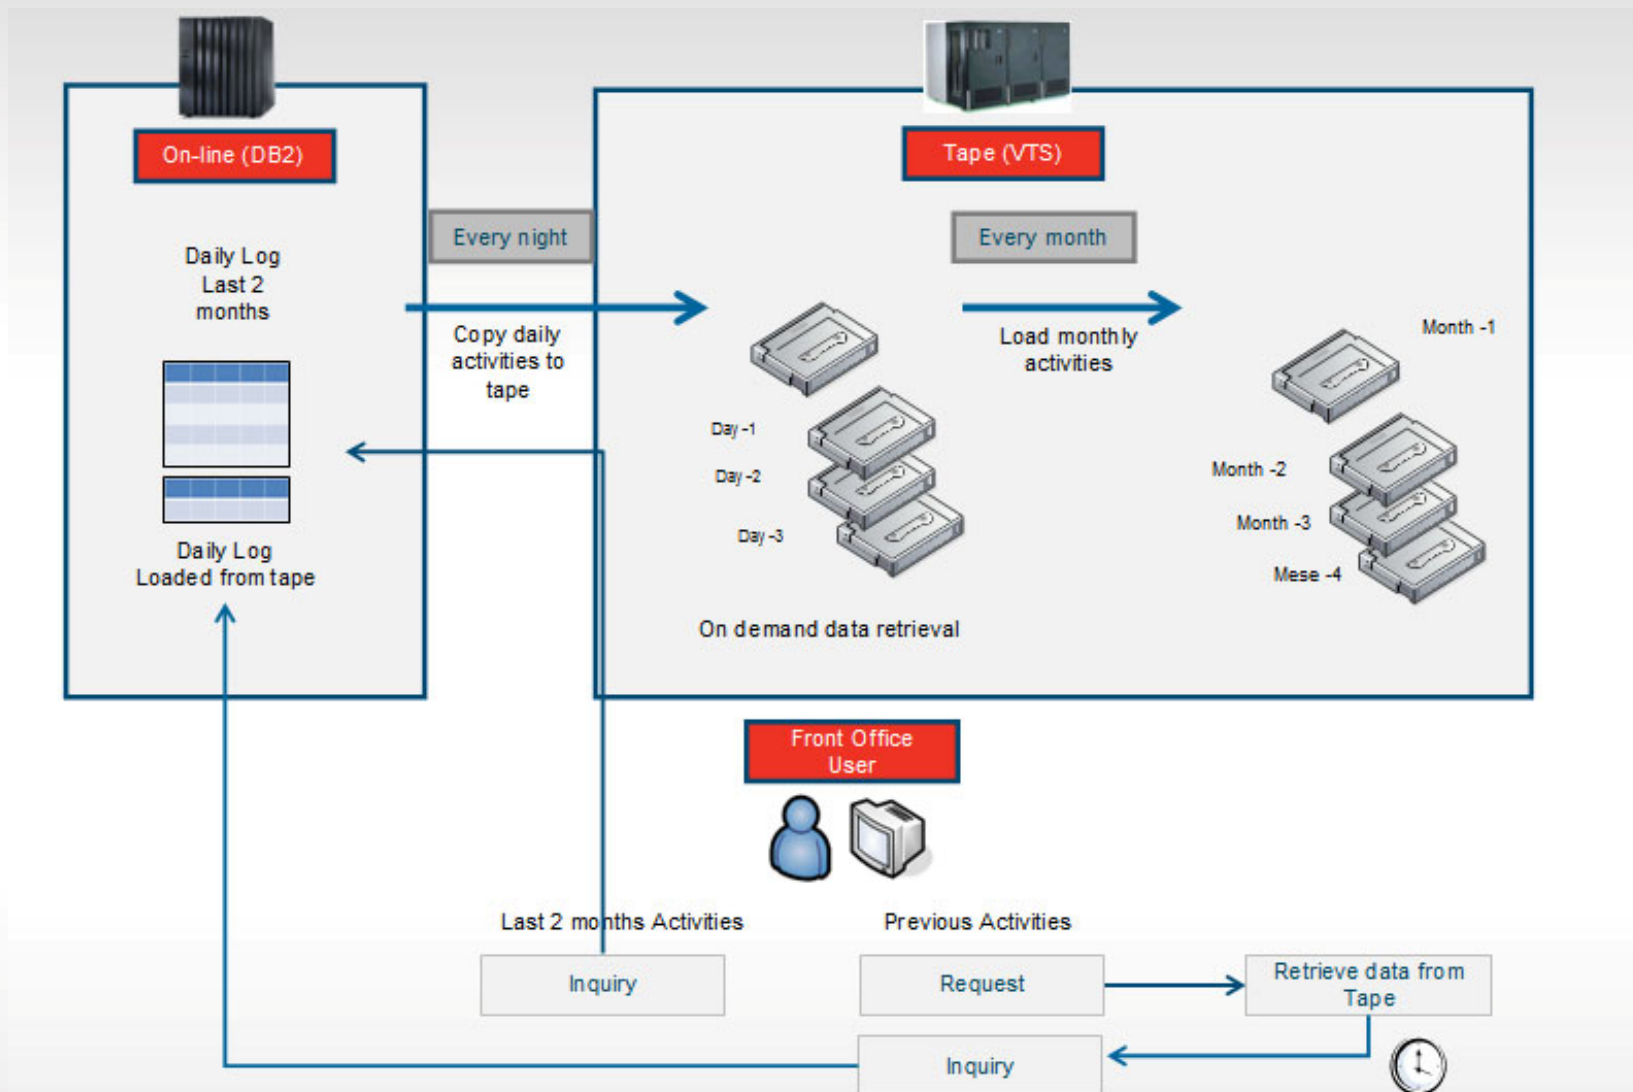 On-line (DB2)
Tape (VTS)
Every night
Every month
Daily Log
Last 2
months
Copy daily
activities to
tape
Load monthly
activities
Month -1
Day -1
Day -2
Day -3
Month -2
Month -3
Mese -4
Daily Log
Loaded from tape
On demand data retrieval
Front Office
User
Last 2 months Activities
Previous Activities
Inquiry
Request
Retrieve data from
Tape
Inquiry